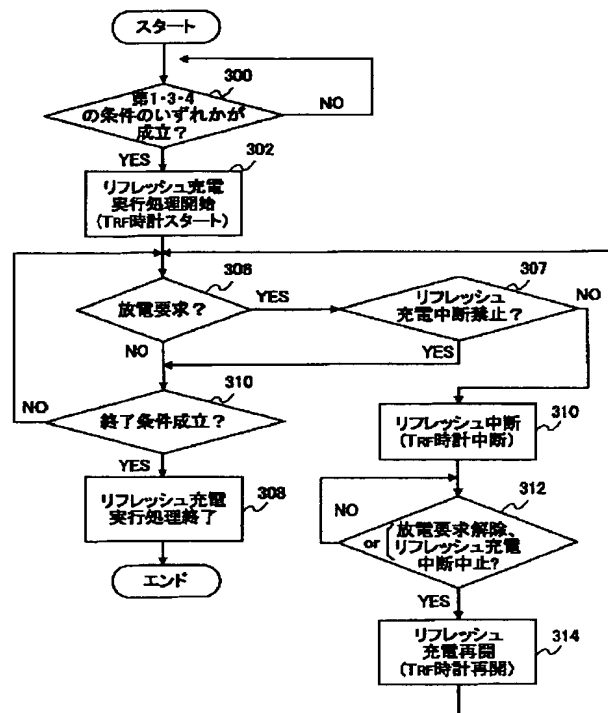 スタート
300
第1・3・4
の条件のいずれかが
成立?
NO
YES
302
リフレッシュ充電
実行処理開始
(TRF時計スタート)
306
放電要求?
YES
NO
307
リフレッシュ
充電中断禁止?
NO
YES
310
終了条件成立?
NO
YES
リフレッシュ中断
(TRF時計中断)
310
リフレッシュ充電
実行処理終了
308
エンド
312
NO
or
放電要求解除、
リフレッシュ充電
中断中止?
YES
リフレッシュ
充電再開
(TRF時計再開)
314